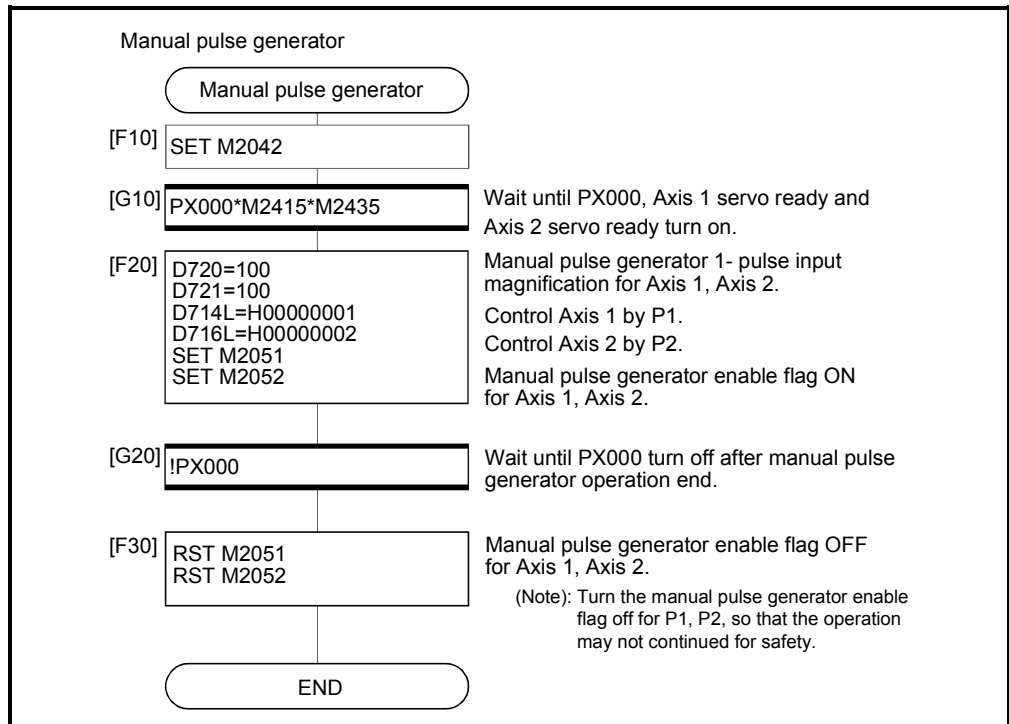 Manual pulse generator
Manual pulse generator
[F10] SET M2042
[G10] PX000*M2415*M2435
Wait until PX000, Axis 1 servo ready and
Axis 2 servo ready turn on.
[F20] D720=100
D721=100
D714L=H00000001
D716L=H00000002
SET M2051
SET M2052
Manual pulse generator 1- pulse input
magnification for Axis 1, Axis 2.
Control Axis 1 by P1.
Control Axis 2 by P2.
Manual pulse generator enable flag ON
for Axis 1, Axis 2.
[G20] !PX000
Wait until PX000 turn off after manual pulse
generator operation end.
[F30] RST M2051
RST M2052
Manual pulse generator enable flag OFF
for Axis 1, Axis 2.
(Note): Turn the manual pulse generator enable
flag off for P1, P2, so that the operation
may not continued for safety.
END